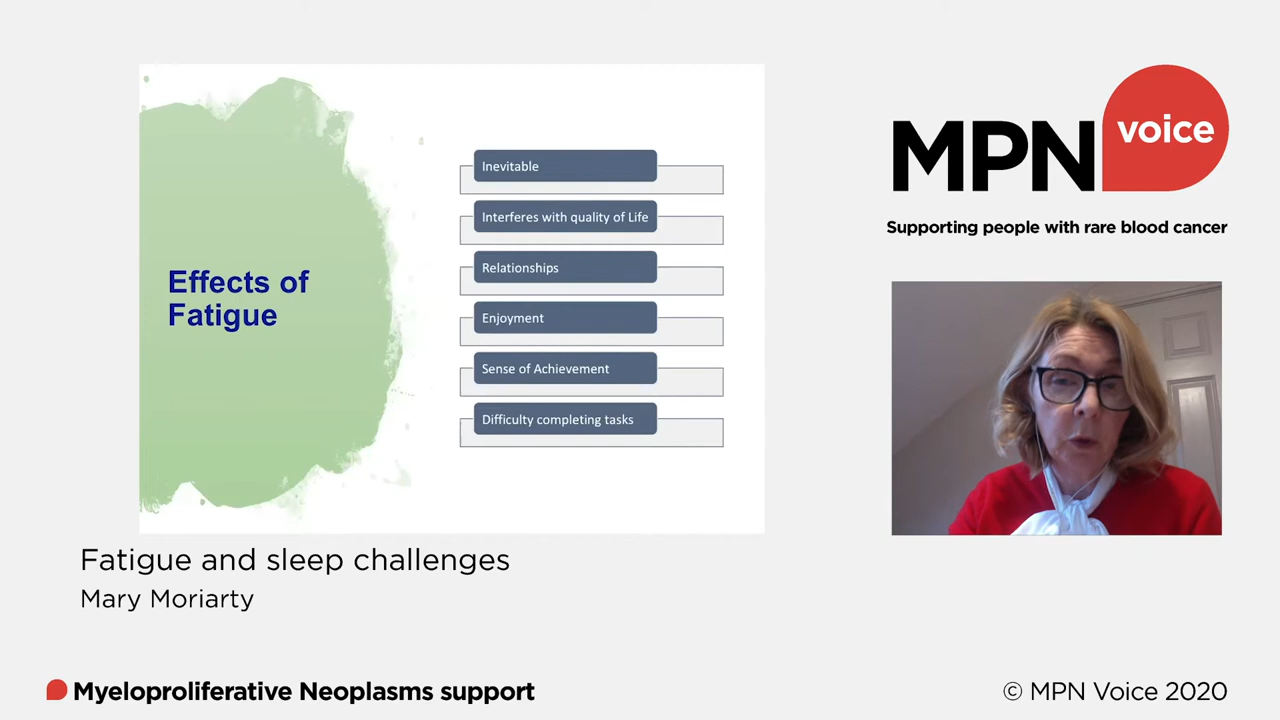 Effects of
Fatigue
Inevitable
Interferes with quality of Life
Relationships
Enjoyment
Sense of Achievement
Difficulty completing tasks
MPN voice
Supporting people with rare blood cancer
Fatigue and sleep challenges
Mary Moriarty
Myeloproliferative Neoplasms support
© MPN Voice 2020